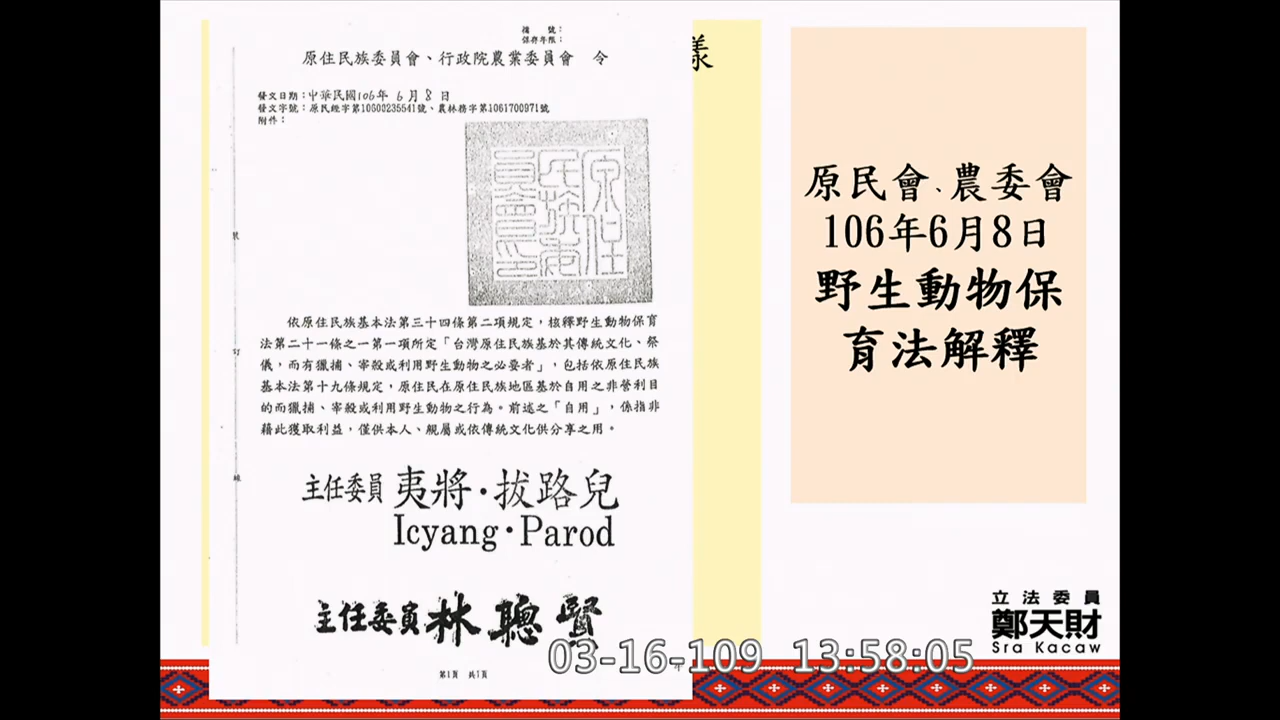 檔　號：
保存年限：
原住民族委員會、行政院農業委員會　令
發文日期：中華民國106年 6 月 8 日
發文字號：原民經字第10600235541號、農林務字第1061700971號
附件：
裝
訂
線
依原住民族基本法第三十四條第二項規定，核釋野生動物保育
法第二十一條之一第一項所定「台灣原住民族基於其傳統文化、祭
儀，而有獵捕、宰殺或利用野生動物之必要者」，包括依原住民族
基本法第十九條規定，原住民在原住民族地區基於自用之非營利目
的而獵捕、宰殺或利用野生動物之行為。前述之「自用」，係指非
藉此獲取利益，僅供本人、親屬或依傳統文化供分享之用。
主任委員 夷將·拔路兒
Icyang·Parod
主任委員 林聰賢
第1頁　共1頁
樣
原民會、農委會
106年6月8日
野生動物保
育法解釋
立法委員
鄭天財
Sra Kacaw
03-16-109 13:58:05